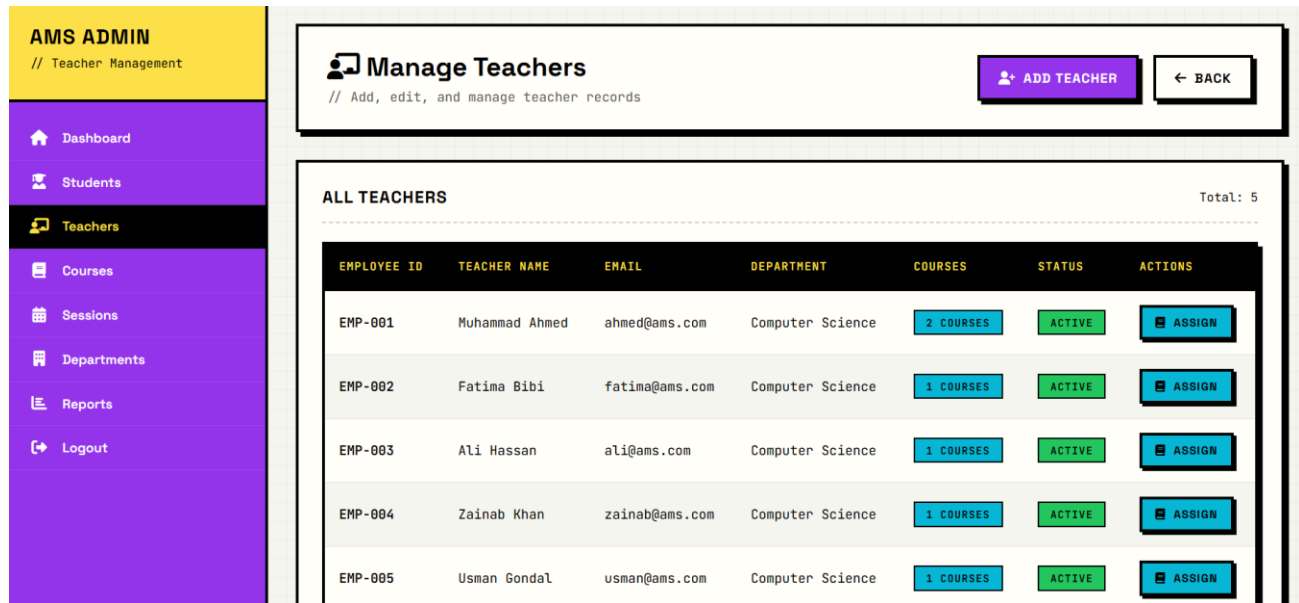 AMS ADMIN
// Teacher Management
Dashboard
Students
Teachers
Courses
Sessions
Departments
Reports
Logout
Manage Teachers
// Add, edit, and manage teacher records
ADD TEACHER
← BACK
ALL TEACHERS
Total: 5
EMPLOYEE ID TEACHER NAME EMAIL DEPARTMENT COURSES STATUS ACTIONS
EMP-001 Muhammad Ahmed ahmed@ams.com Computer Science 2 COURSES ACTIVE ASSIGN
EMP-002 Fatima Bibi fatima@ams.com Computer Science 1 COURSES ACTIVE ASSIGN
EMP-003 Ali Hassan ali@ams.com Computer Science 1 COURSES ACTIVE ASSIGN
EMP-004 Zainab Khan zainab@ams.com Computer Science 1 COURSES ACTIVE ASSIGN
EMP-005 Usman Gondal usman@ams.com Computer Science 1 COURSES ACTIVE ASSIGN